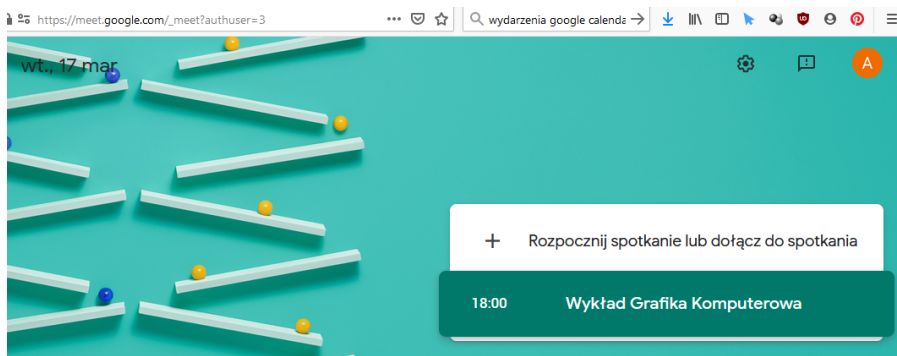 https://meet.google.com/_meet?authuser=3
wydarzenia google calenda
wt., 17 mar
A
Rozpocznij spotkanie lub dołącz do spotkania
18:00 Wykład Grafika Komputerowa